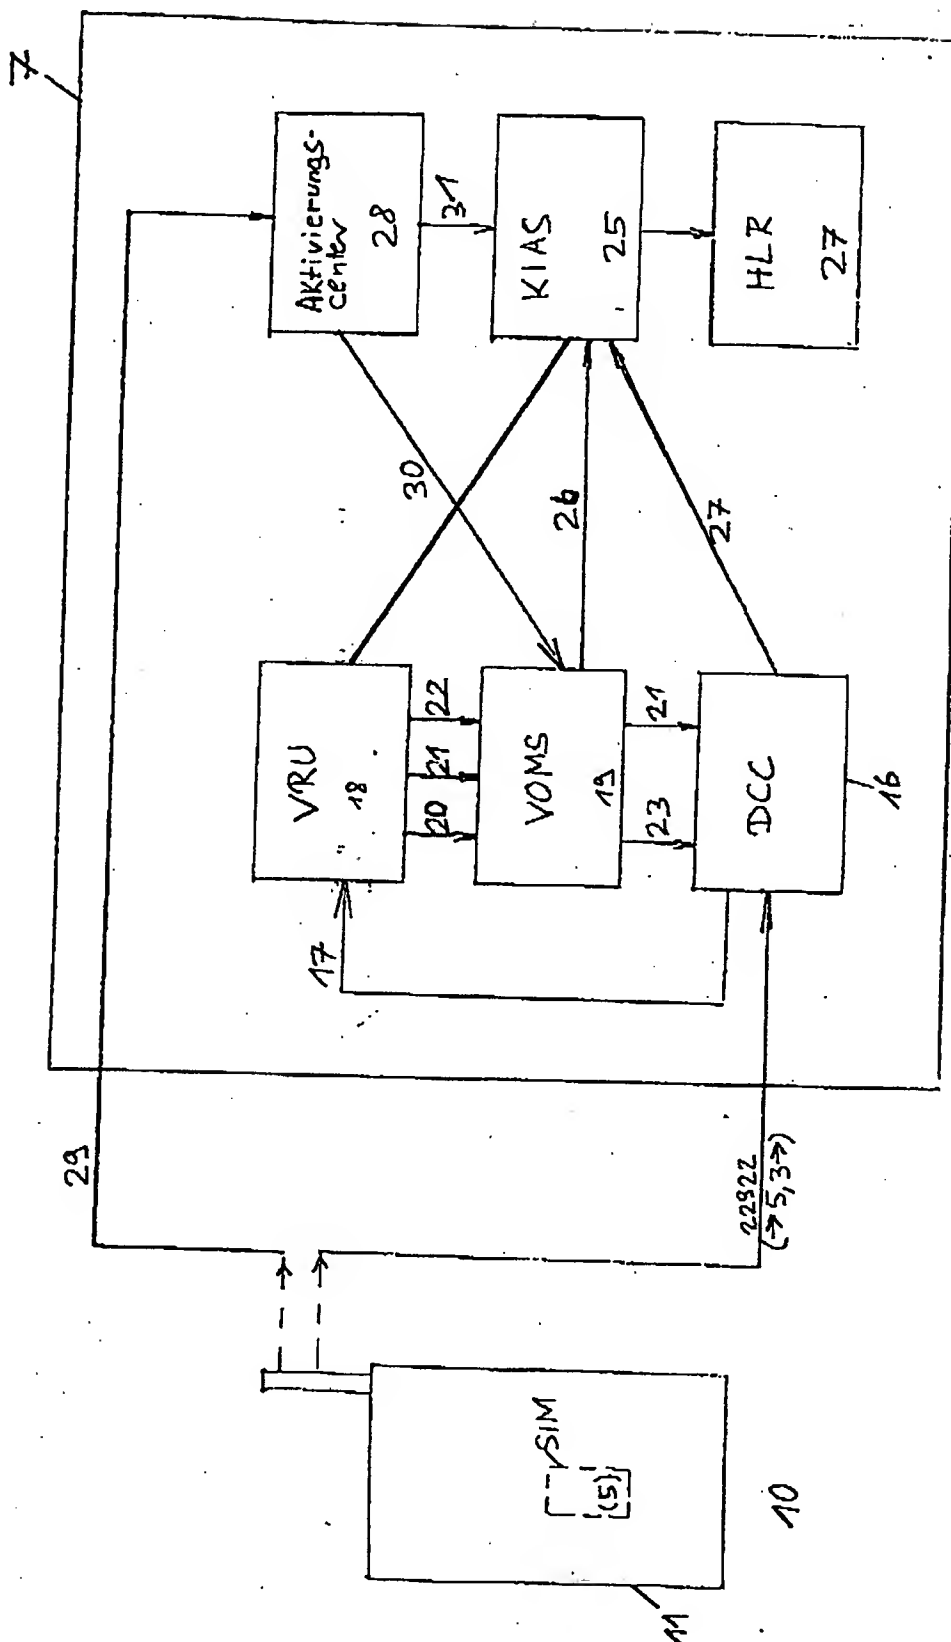 7
29
Aktivierungs-
center
28
31
KIAS
25
HLR
27
30
26
27
VRU
18
22
21
20
VOMS
19
21
23
DCC
16
17
22922
(→5,3→)
SIM
(5)
10
11